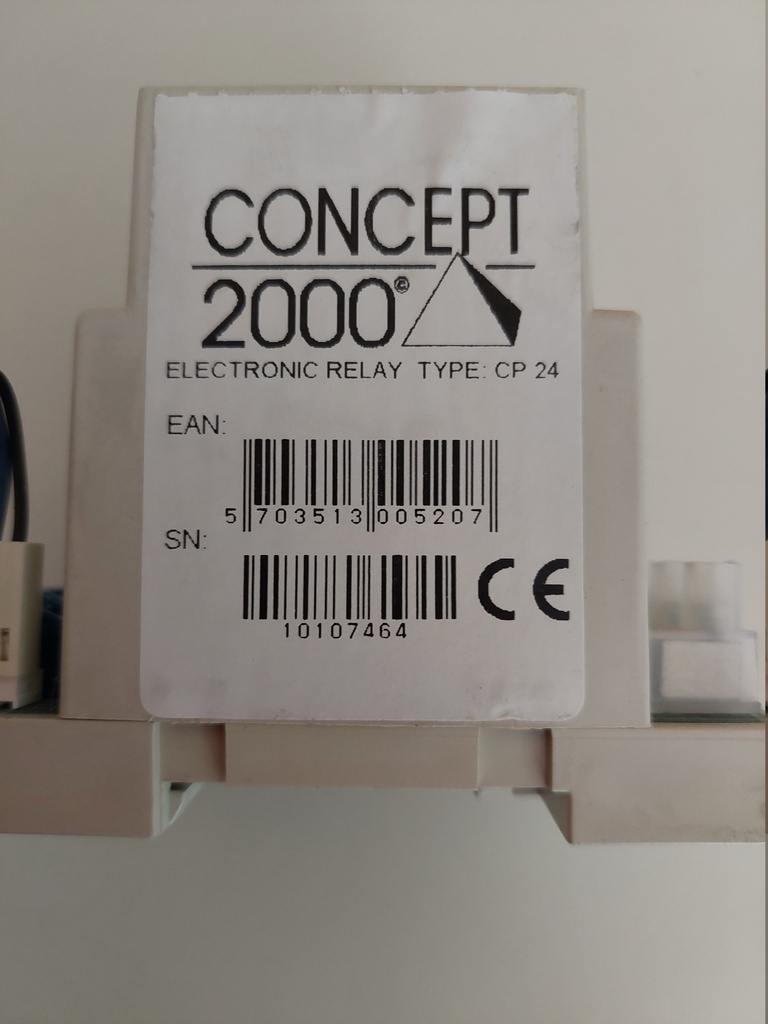 CONCEPT
2000©
ELECTRONIC RELAY TYPE: CP 24
EAN:
5 703513 005207
SN:
10107464
CE